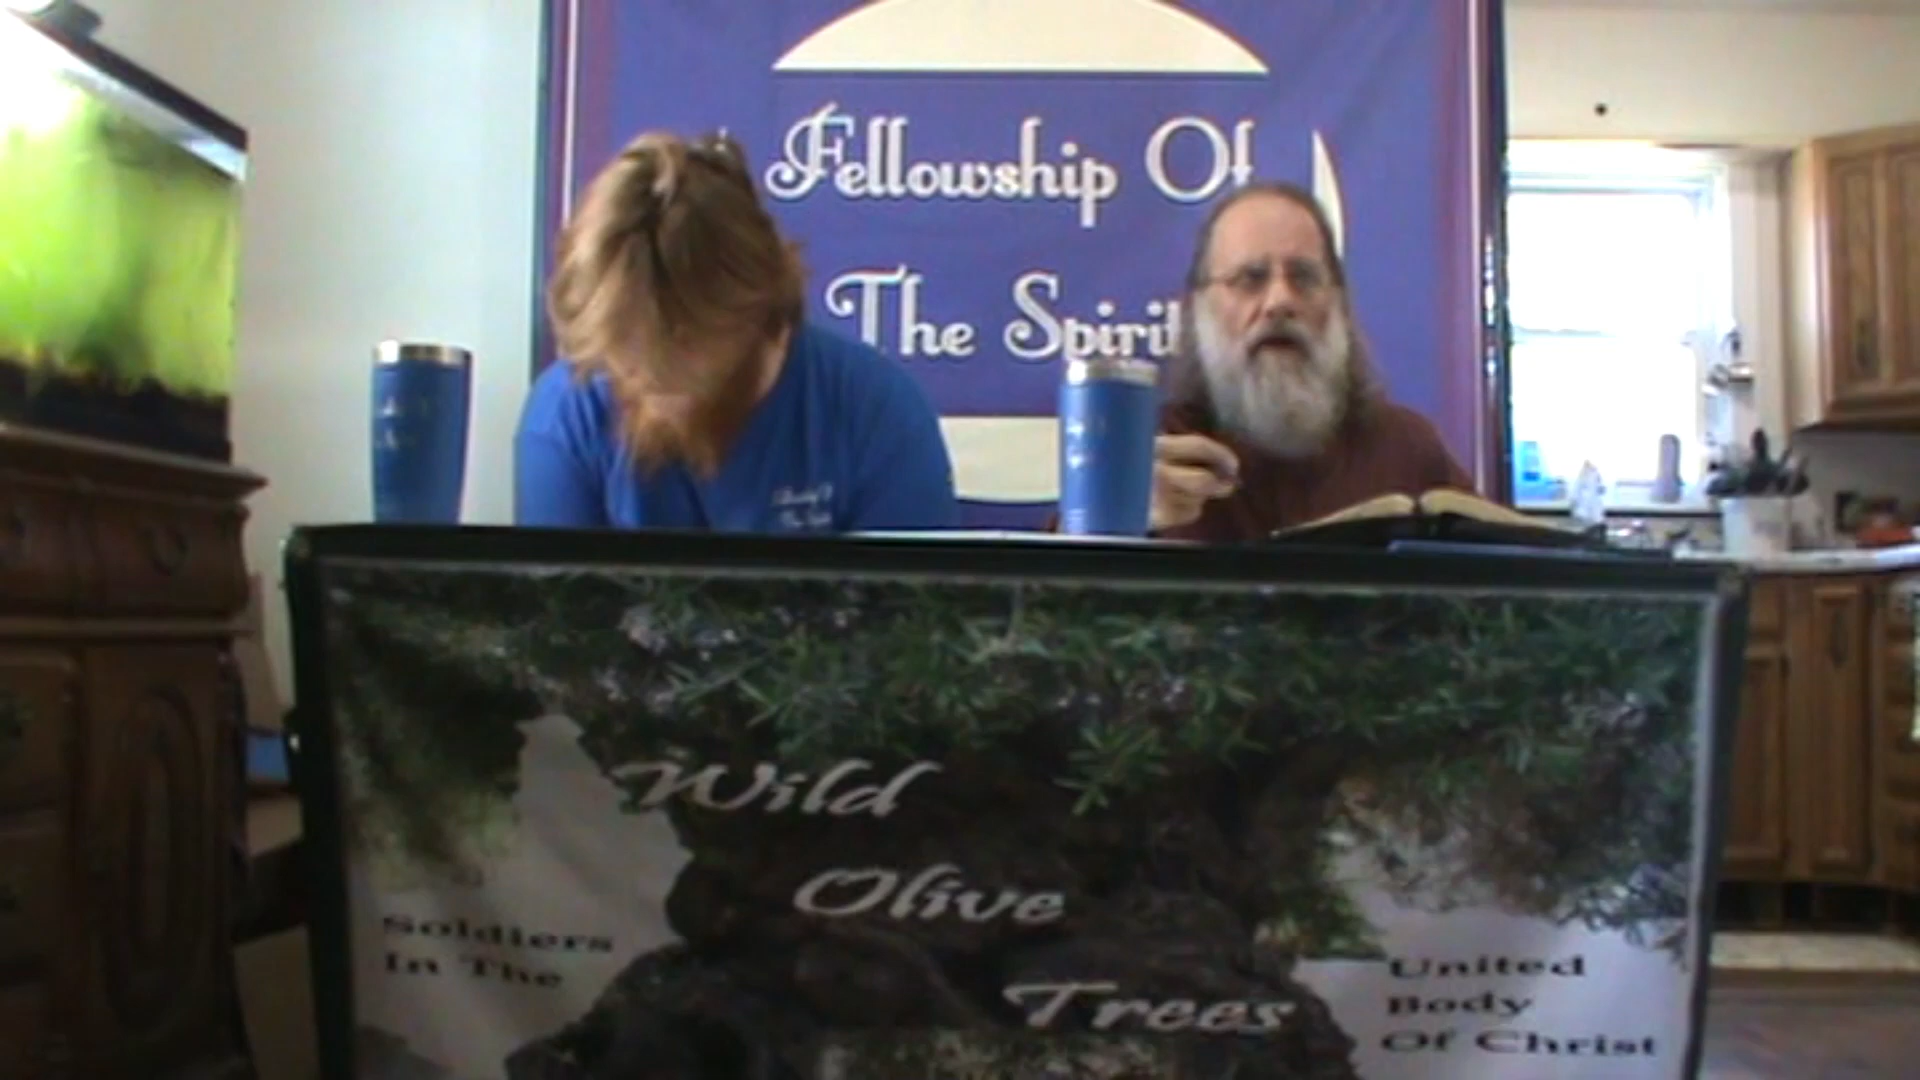 Fellowship Of
The Spirit
Wild
Olive
Trees
Soldiers
In The
United
Body
Of Christ